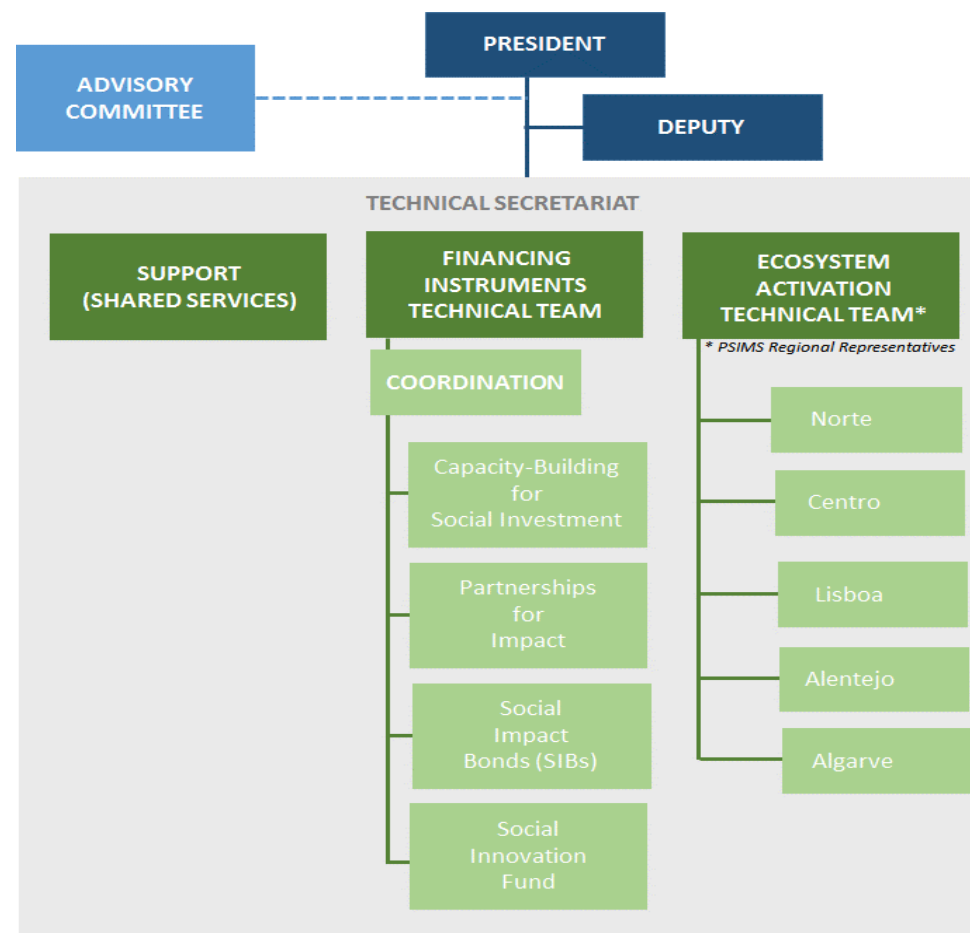 PRESIDENT
ADVISORY
COMMITTEE
DEPUTY
TECHNICAL SECRETARIAT
SUPPORT
(SHARED SERVICES)
FINANCING
INSTRUMENTS
TECHNICAL TEAM
COORDINATION
Capacity-Building
for
Social Investment
Partnerships
for
Impact
Social
Impact
Bonds (SIBs)
Social
Innovation
Fund
ECOSYSTEM
ACTIVATION
TECHNICAL TEAM*
* PSIMS Regional Representatives
Norte
Centro
Lisboa
Alentejo
Algarve